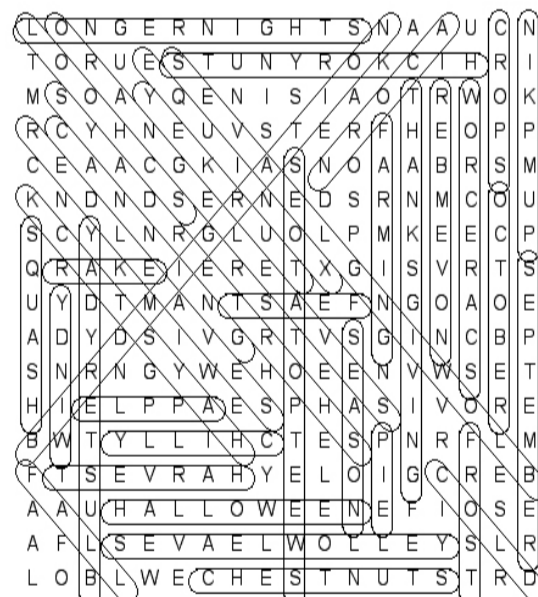 L O N G E R N I G H T S N A A U C N
T O R U E S T U N Y R O K C I H R I
M S O A Y Q E N I S I A O T R W O K
R C Y H N E U V S T E R F H E O P P
C E A A C G K I A S N O A A B R S M
K N D N D S E R N E D S R N M C O U
S C Y L N R G L U O L P M K E E C P
Q R A K E I E R E T X G I S V R T S
U Y D T M A N T S A E F N G O A O E
A D Y D S I V G R T V S G I N C B P
S N R N G Y W E H O E E N V W S E T
H I E L P P A E S P H A S I V O R E
B W T Y L L I H C T E S P N R F L M
F T S E V R A H Y E L O I G C R E B
A A U H A L L O W E E N E F I O S E
A F L S E V A E L W O L L E Y S L R
L O B L W E C H E S T N U T S T R D